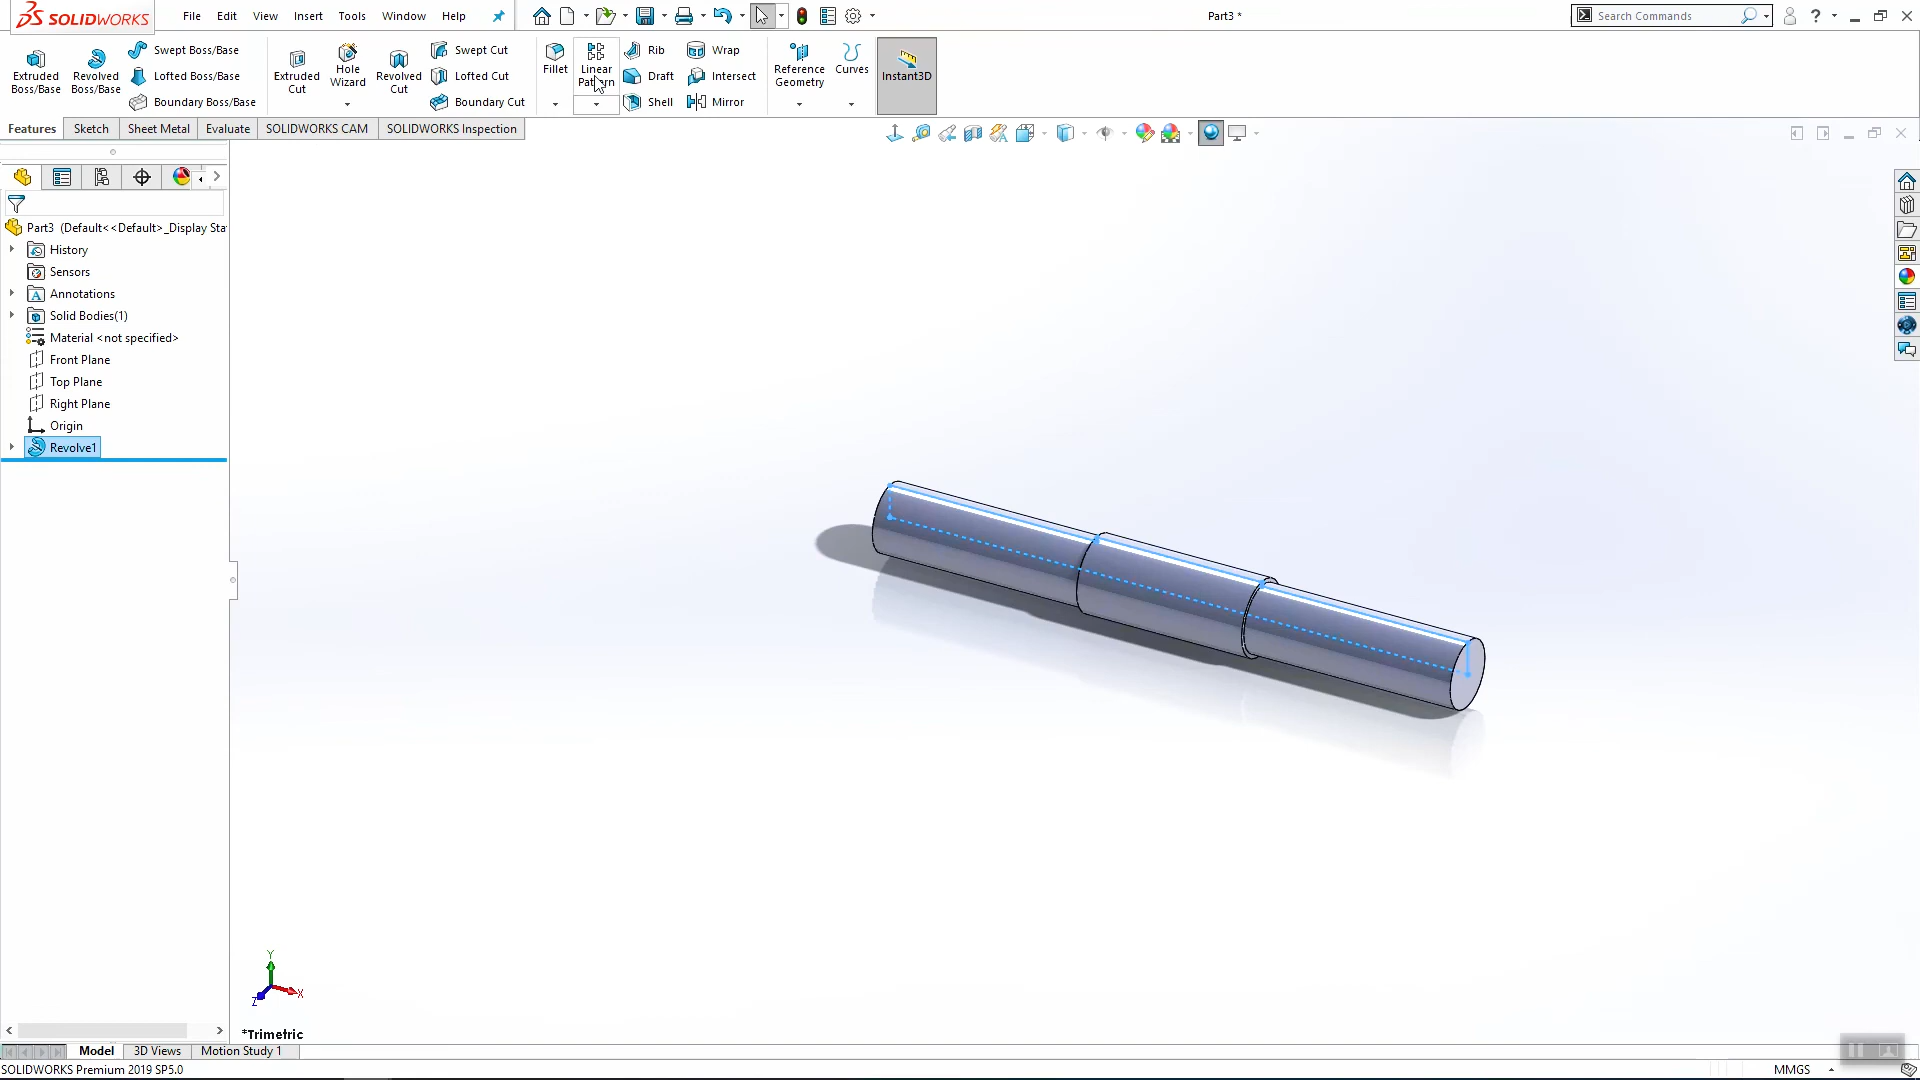 SOLIDWORKS File Edit View Insert Tools Window Help Part3 * Search Commands ?
Extruded Boss/Base Revolved Boss/Base Swept Boss/Base Lofted Boss/Base Boundary Boss/Base
Extruded Cut Hole Wizard Revolved Cut Swept Cut Lofted Cut Boundary Cut
Fillet Linear Pattern Rib Draft Shell Wrap Intersect Mirror
Reference Geometry Curves Instant3D
Features Sketch Sheet Metal Evaluate SOLIDWORKS CAM SOLIDWORKS Inspection
Part3 (Default<<Default>_Display Sta
History
Sensors
Annotations
Solid Bodies(1)
Material <not specified>
Front Plane
Top Plane
Right Plane
Origin
Revolve1
Y
X
Z
*Trimetric
Model 3D Views Motion Study 1
SOLIDWORKS Premium 2019 SP5.0 MMGS